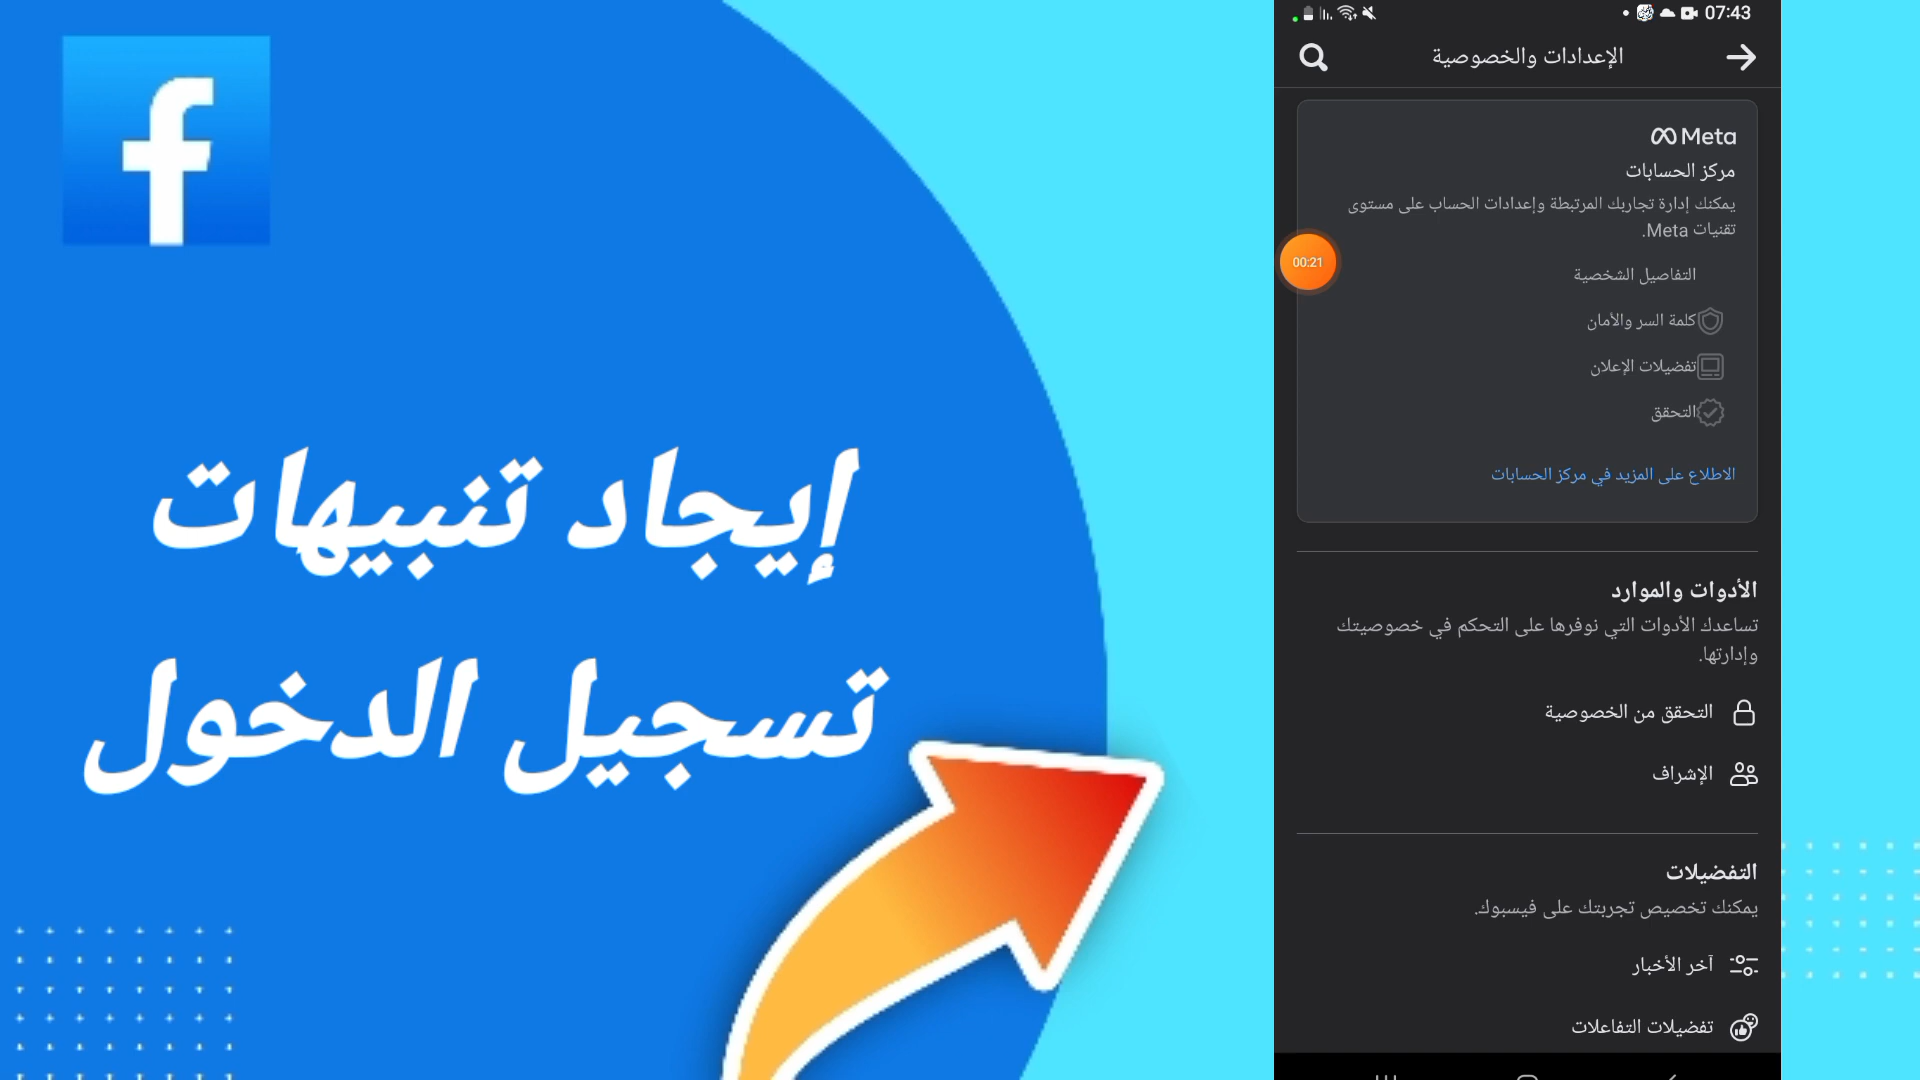 إيجاد تنبيهات
تسجيل الدخول
07:43
الإعدادات والخصوصية
Meta
مركز الحسابات
يمكنك إدارة تجاربك المرتبطة وإعدادات الحساب على مستوى
تقنيات Meta.
00:21
التفاصيل الشخصية
كلمة السر والأمان
تفضيلات الإعلان
التحقق
الاطلاع على المزيد في مركز الحسابات
الأدوات والموارد
تساعدك الأدوات التي نوفرها على التحكم في خصوصيتك
وإدارتها.
التحقق من الخصوصية
الإشراف
التفضيلات
يمكنك تخصيص تجربتك على فيسبوك.
آخر الأخبار
تفضيلات التفاعلات